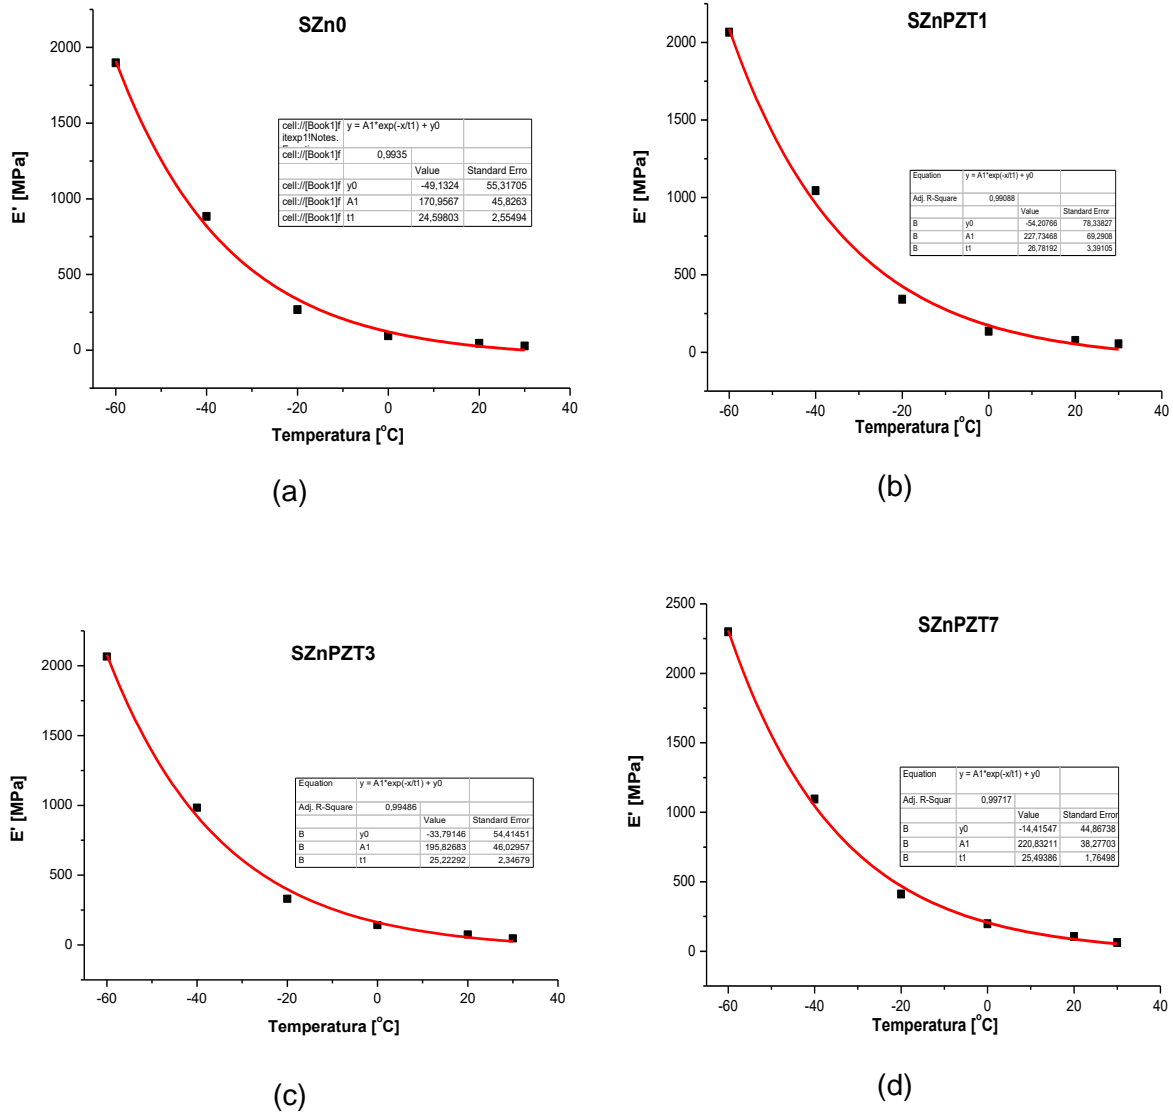 SZn0
2000
1500
1000
500
0
-60 -40 -20 0 20 40
E' [MPa]
Temperatura [°C]
cell://[Book1]f y = A1*exp(-x/t1) + y0
itexp1!Notes.
cell://[Book1]f 0,9935
Value Standard Erro
cell://[Book1]f y0 -49,1324 55,31705
cell://[Book1]f A1 170,9567 45,8263
cell://[Book1]f t1 24,59803 2,55494
(a)
SZnPZT1
2000
1500
1000
500
0
-60 -40 -20 0 20 40
E' [MPa]
Temperatura [°C]
Equation y = A1*exp(-x/t1) + y0
Adj. R-Square 0,99088
Value Standard Error
B y0 -54,20766 78,33827
B A1 227,73468 69,2908
B t1 26,78192 3,39105
(b)
SZnPZT3
2000
1500
1000
500
0
-60 -40 -20 0 20 40
E' [MPa]
Temperatura [°C]
Equation y = A1*exp(-x/t1) + y0
Adj. R-Square 0,99486
Value Standard Error
B y0 -33,79146 54,41451
B A1 195,82683 46,02957
B t1 25,22292 2,34679
(c)
SZnPZT7
2500
2000
1500
1000
500
0
-60 -40 -20 0 20 40
E' [MPa]
Temperatura [°C]
Equation y = A1*exp(-x/t1) + y0
Adj. R-Squar 0,99717
Value Standard Error
B y0 -14,41547 44,86738
B A1 220,83211 38,27703
B t1 25,49386 1,76498
(d)